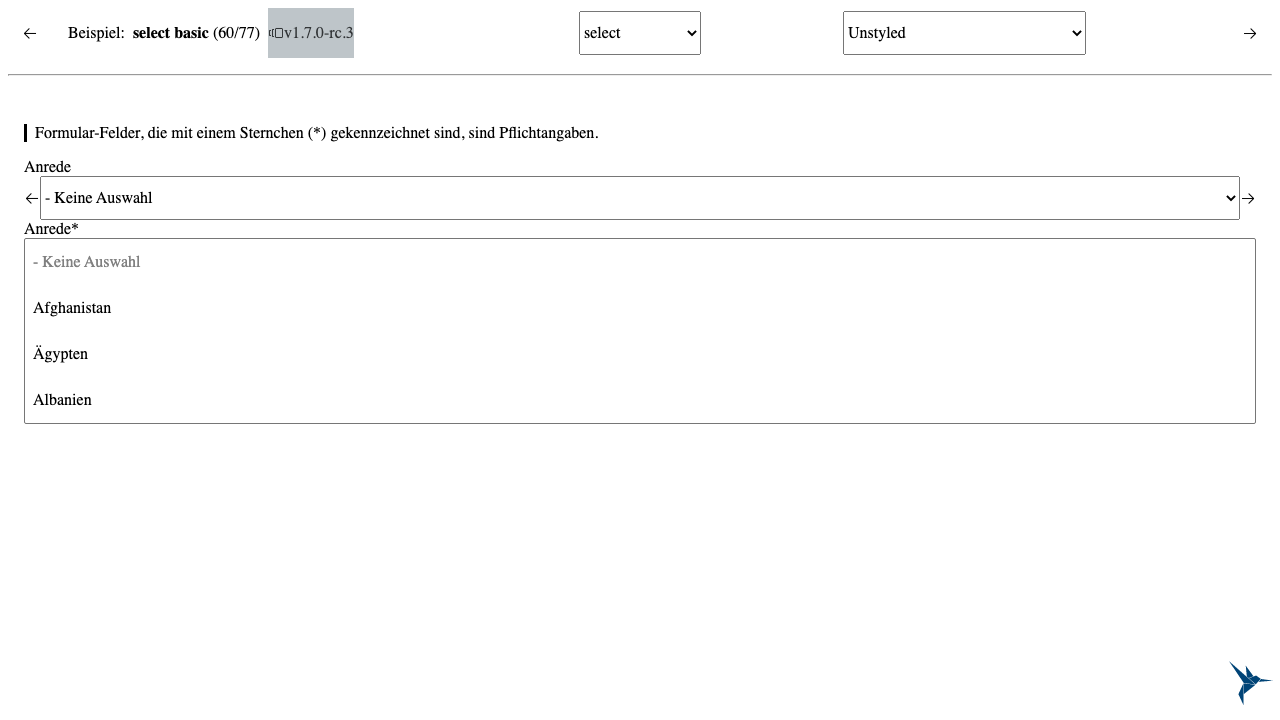 Beispiel: select basic (60/77) v1.7.0-rc.3 select Unstyled
Formular-Felder, die mit einem Sternchen (*) gekennzeichnet sind, sind Pflichtangaben.
Anrede
- Keine Auswahl
Anrede*
- Keine Auswahl
Afghanistan
Ägypten
Albanien